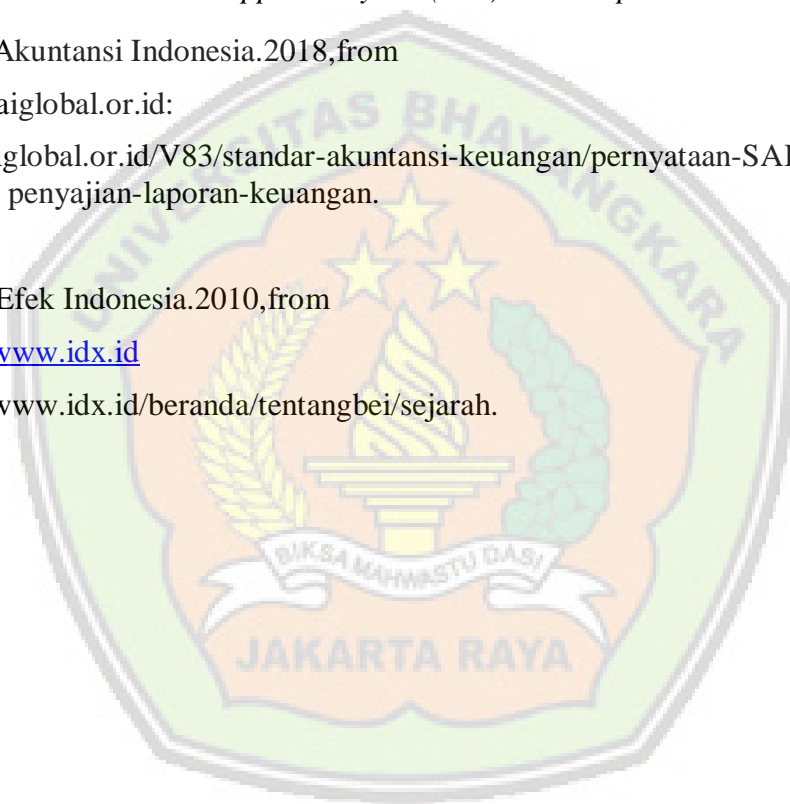 Akuntansi Indonesia.2018,from
aiglobal.or.id:
iglobal.or.id/V83/standar-akuntansi-keuangan/pernyataan-SA
penyajian-laporan-keuangan.
Efek Indonesia.2010,from
www.idx.id
www.idx.id/beranda/tentangbei/sejarah.
UNIVERSITAS BHAYANGKARA
BIKSA MAHWASTU DASI
JAKARTA RAYA